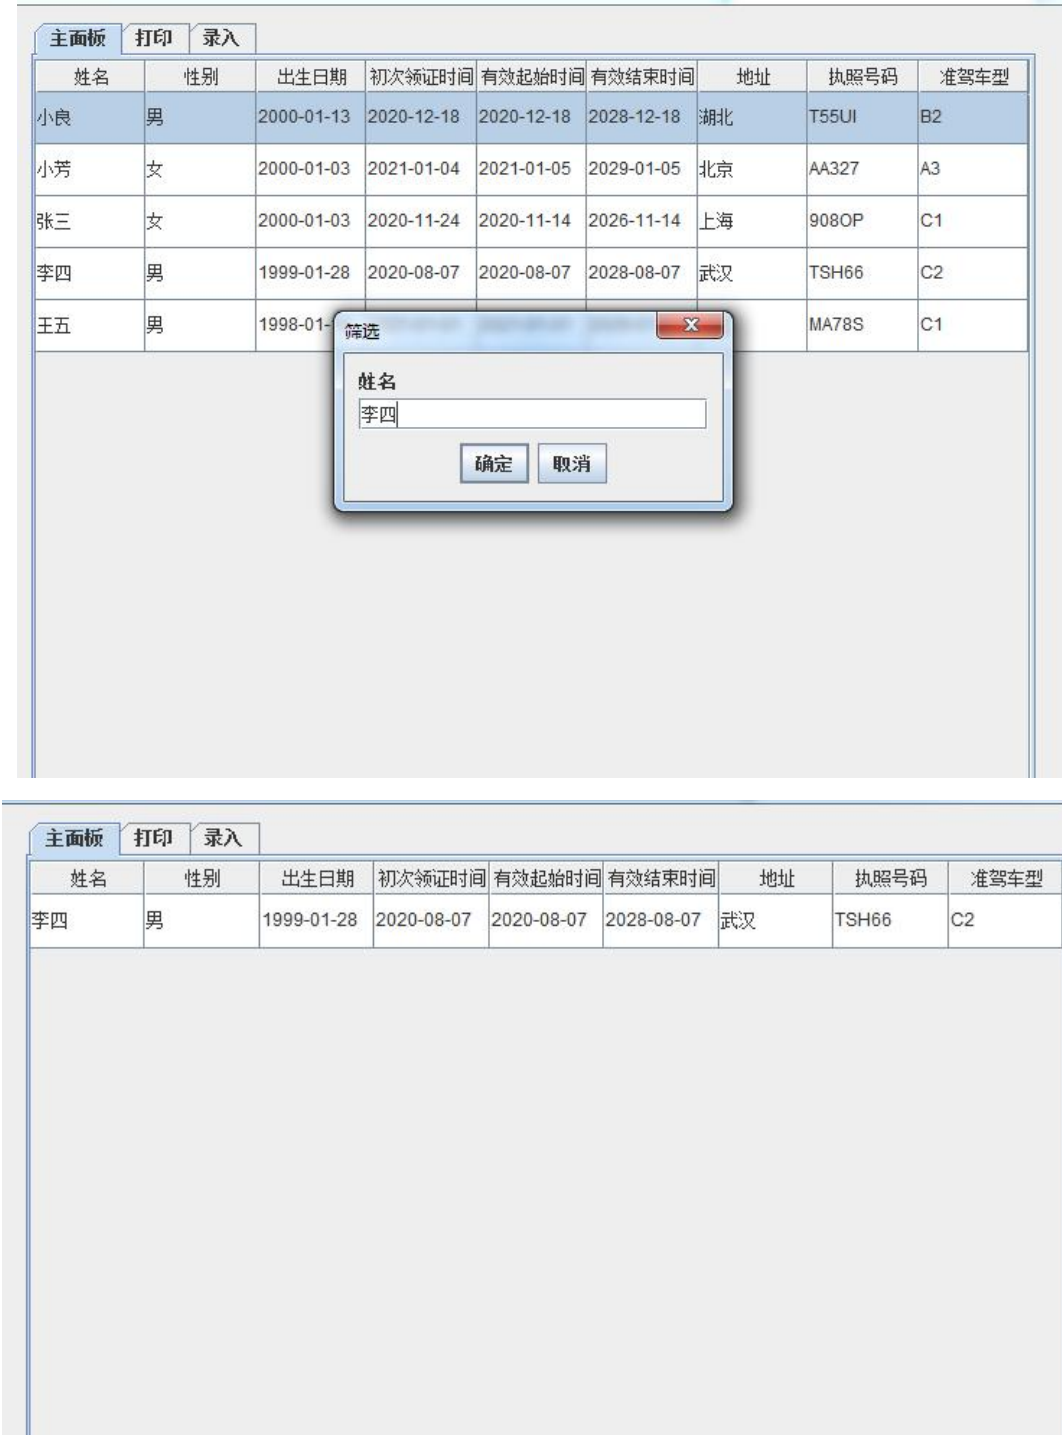 主面板 打印 录入
姓名 性别 出生日期 初次领证时间 有效起始时间 有效结束时间 地址 执照号码 准驾车型
小良 男 2000-01-13 2020-12-18 2020-12-18 2028-12-18 湖北 T55UI B2
小芳 女 2000-01-03 2021-01-04 2021-01-05 2029-01-05 北京 AA327 A3
张三 女 2000-01-03 2020-11-24 2020-11-14 2026-11-14 上海 908OP C1
李四 男 1999-01-28 2020-08-07 2020-08-07 2028-08-07 武汉 TSH66 C2
王五 男 1998-01- MA78S C1
筛选
姓名
李四
确定 取消
主面板 打印 录入
姓名 性别 出生日期 初次领证时间 有效起始时间 有效结束时间 地址 执照号码 准驾车型
李四 男 1999-01-28 2020-08-07 2020-08-07 2028-08-07 武汉 TSH66 C2